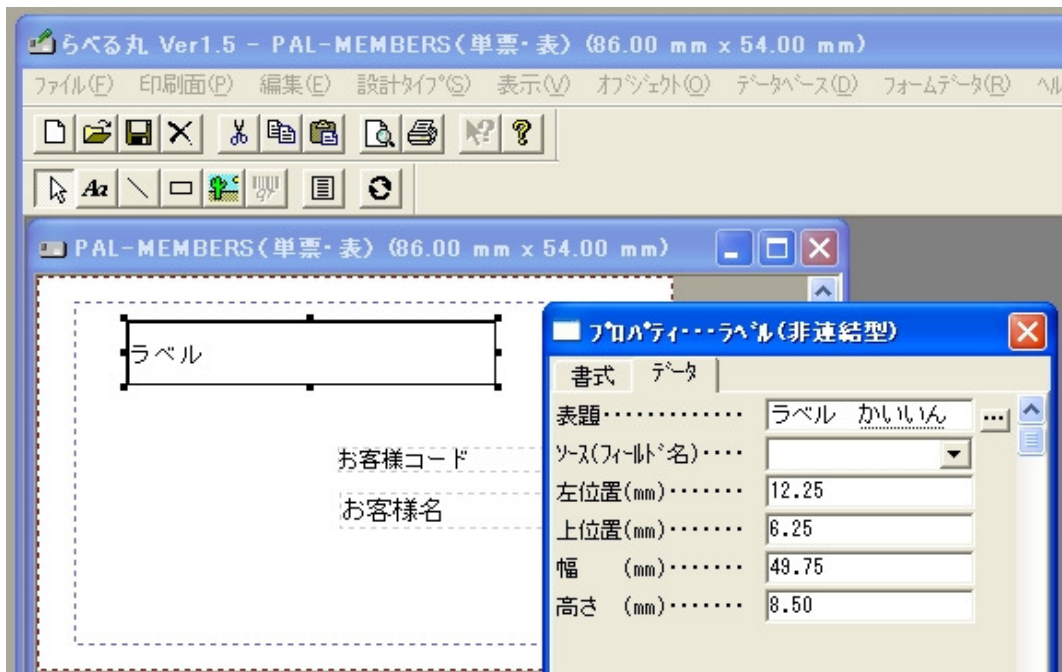 らべる丸 Ver1.5 - PAL-MEMBERS(単票・表) (86.00 mm x 54.00 mm)
ファイル(F) 印刷面(P) 編集(E) 設計タイプ(S) 表示(V) オブジェクト(O) データベース(D) フォームデータ(R) ヘル
Aa
PAL-MEMBERS(単票・表) (86.00 mm x 54.00 mm)
ラベル
お客様コード
お客様名
プロパティ・・・ラベル(非連結型)
書式 データ
表題・・・・・・・・・・・・・ ラベル かいいん ...
ソース(フィールド名)・・・・
左位置(mm)・・・・・・・ 12.25
上位置(mm)・・・・・・・ 6.25
幅 (mm)・・・・・・・ 49.75
高さ (mm)・・・・・・・ 8.50